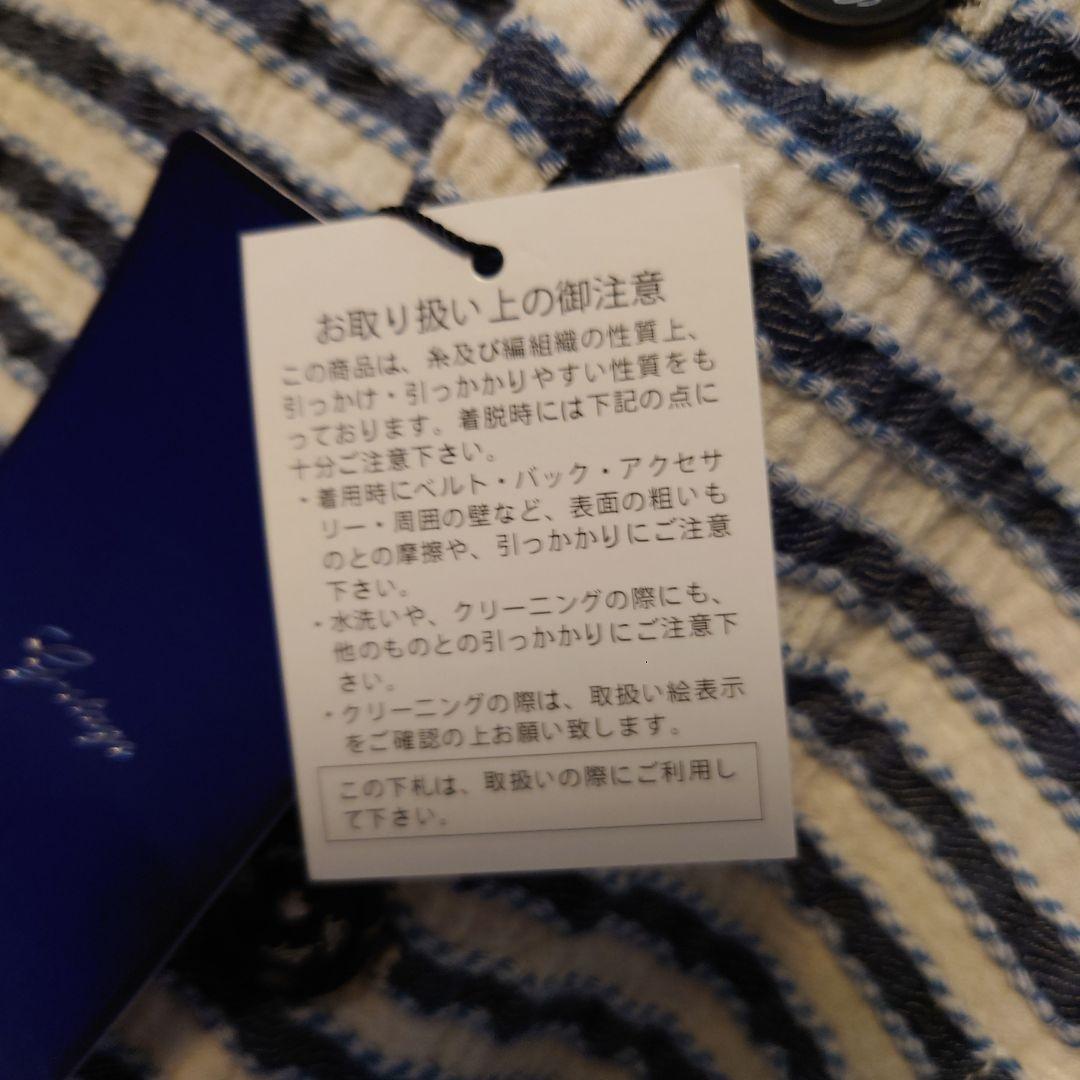 お取り扱い上の御注意
この商品は、糸及び編組織の性質上、
引っかけ・引っかかりやすい性質をも
っております。着脱時には下記の点に
十分ご注意下さい。
・着用時にベルト・バック・アクセサ
リー・周囲の壁など、表面の粗いも
のとの摩擦や、引っかかりにご注意
下さい。
・水洗いや、クリーニングの際にも、
他のものとの引っかかりにご注意下
さい。
・クリーニングの際は、取扱い絵表示
をご確認の上お願い致します。
この下札は、取扱いの際にご利用し
て下さい。